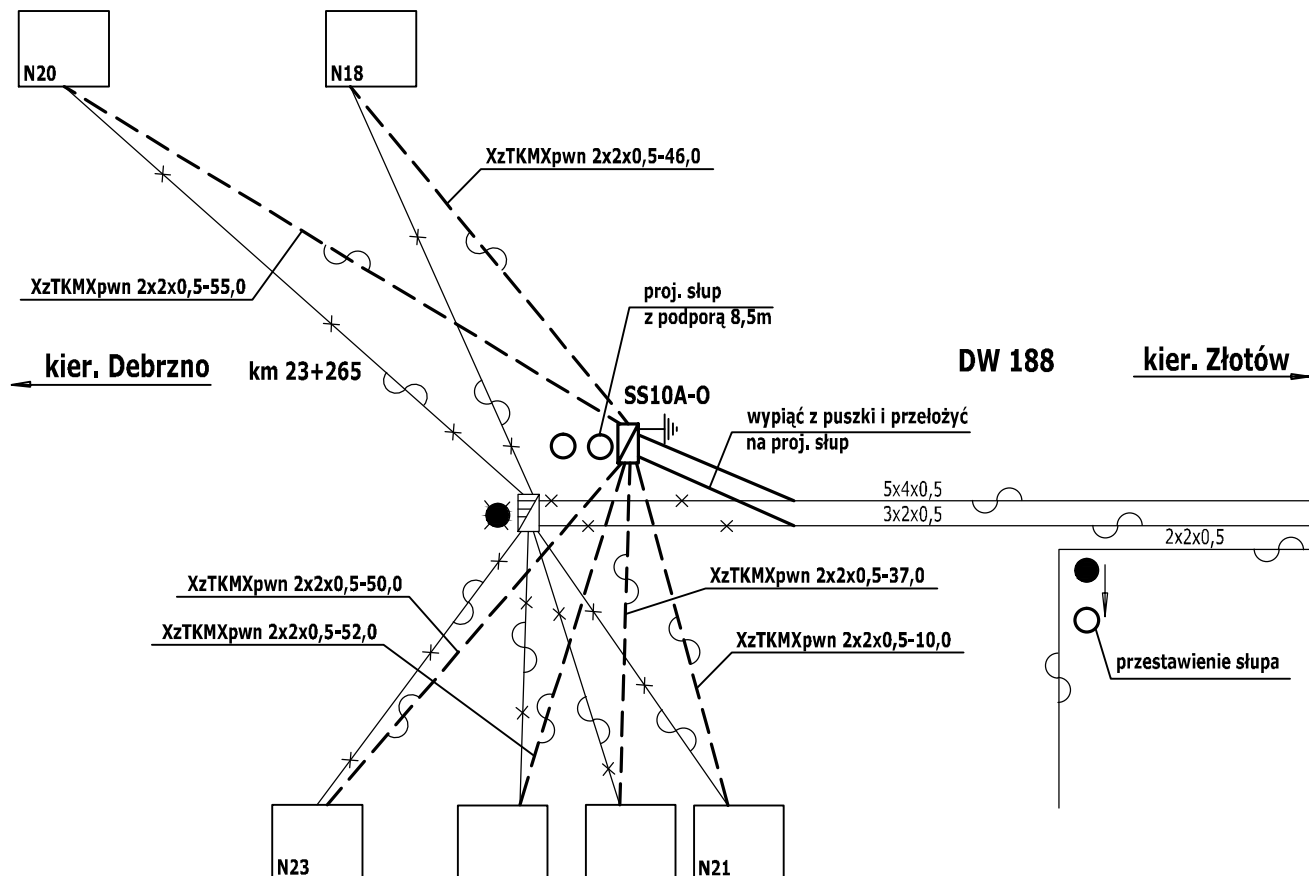 N20
N18
XzTKMXpwn 2x2x0,5-46,0
XzTKMXpwn 2x2x0,5-55,0
proj. słup
z podporą 8,5m
kier. Debrzno
km 23+265
DW 188
kier. Złotów
SS10A-O
wypiąć z puszki i przełożyć
na proj. słup
5x4x0,5
3x2x0,5
2x2x0,5
XzTKMXpwn 2x2x0,5-50,0
XzTKMXpwn 2x2x0,5-37,0
XzTKMXpwn 2x2x0,5-52,0
XzTKMXpwn 2x2x0,5-10,0
przestawienie słupa
N23
N21